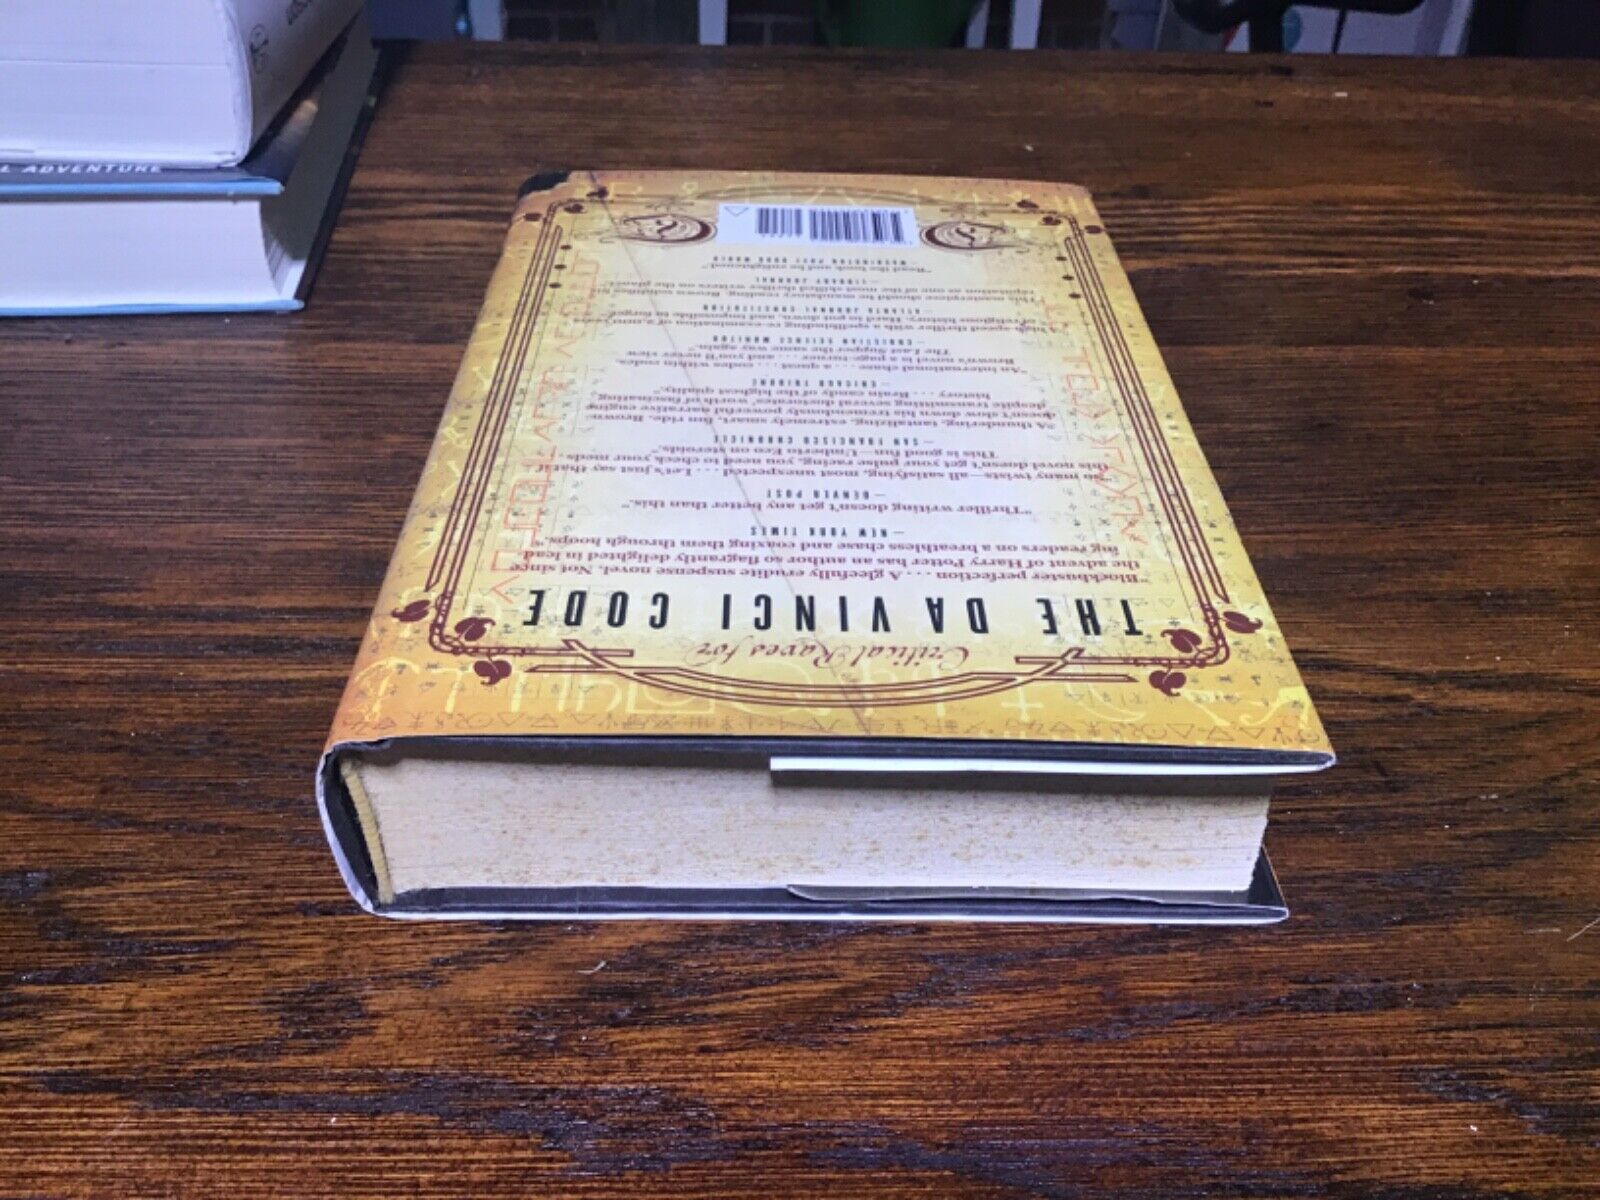 L ADVENTURE
Critical Raves for
THE DA VINCI CODE
"Blockbuster perfection . . . . A gleefully erudite suspense novel. Not since
the advent of Harry Potter has an author so flagrantly delighted in lead-
ing readers on a breathless chase and coaxing them through hoops."
—NEW YORK TIMES
"Thriller writing doesn't get any better than this."
—DENVER POST
"So many twists—all satisfying, most unexpected. . . . Let's just say that if
this novel doesn't get your pulse racing, you need to check your meds. . . .
This is good fun—Umberto Eco on steroids."
—SAN FRANCISCO CHRONICLE
"A thundering, tantalizing, extremely smart, fun ride. Brown
doesn't slow down his tremendously powerful narrative engine
despite transmitting several doctorates' worth of fascinating
history. . . . Brain candy of the highest quality."
—CHICAGO TRIBUNE
"An international chase . . . a quest . . . codes within codes.
Brown's novel is a page-turner . . . and you'll never view
The Last Supper the same way again."
—CHRISTIAN SCIENCE MONITOR
high-speed thriller with a spellbinding re-examination of a
of religious history. Hard to put down, and impossible to forget.
—ATLANTA JOURNAL CONSTITUTION
This masterpiece should be mandatory reading. Brown solidifies his
reputation as one of the most skilled thriller writers on the planet.
—LIBRARY JOURNAL
"Read the book and be enlightened."
—WASHINGTON POST BOOK WORLD